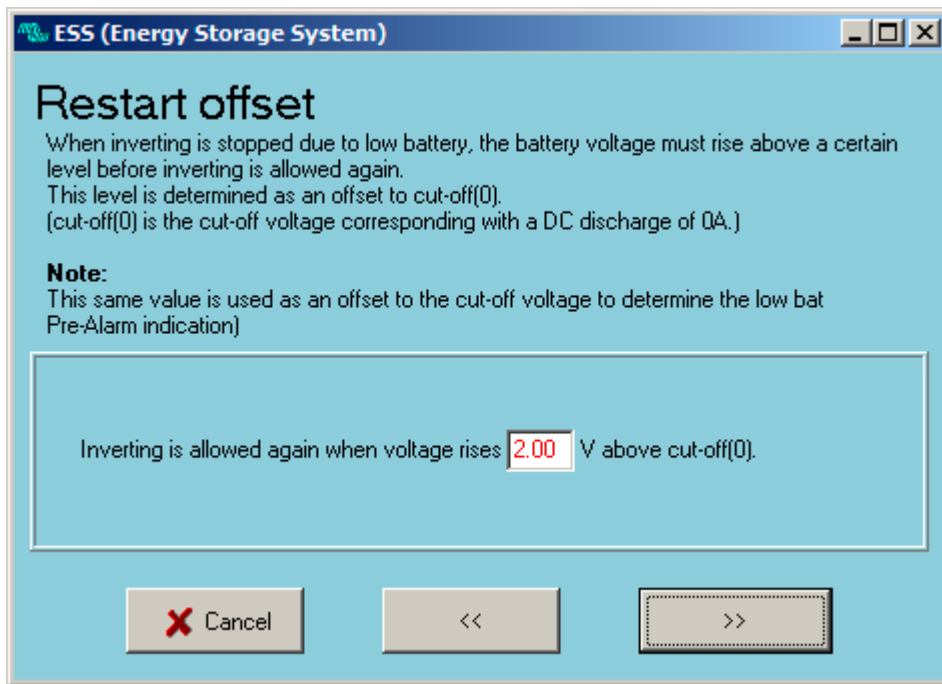 ESS (Energy Storage System)
Restart offset
When inverting is stopped due to low battery, the battery voltage must rise above a certain
level before inverting is allowed again.
This level is determined as an offset to cut-off(0).
(cut-off(0) is the cut-off voltage corresponding with a DC discharge of 0A.)
Note:
This same value is used as an offset to the cut-off voltage to determine the low bat
Pre-Alarm indication)
Inverting is allowed again when voltage rises 2.00 V above cut-off(0).
Cancel << >>